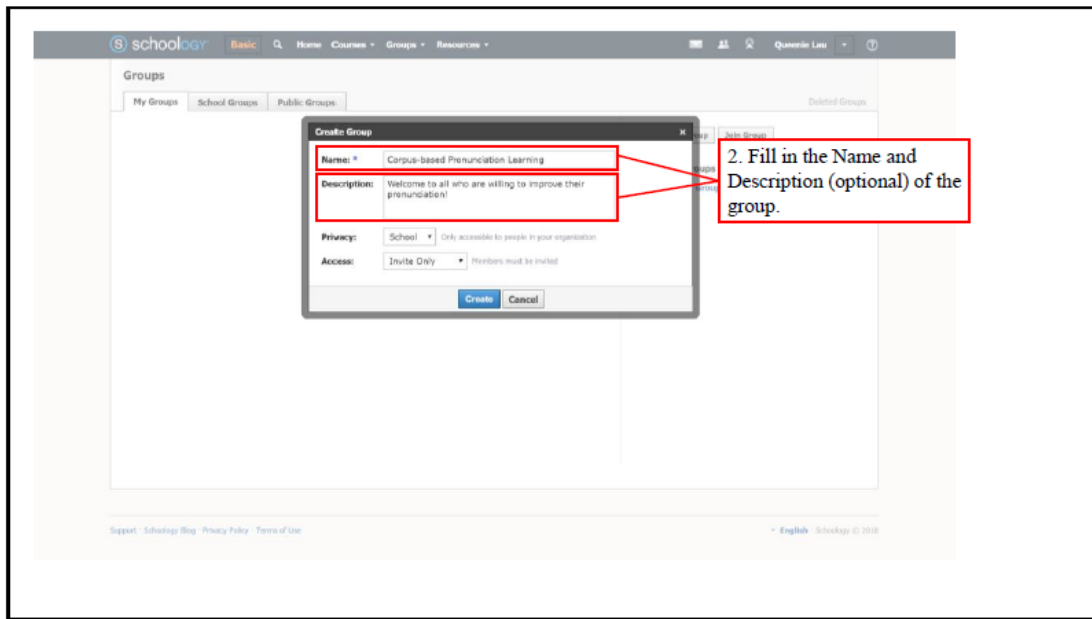 schoology Basic Home Courses Groups Resources Queenie Lau
Groups
My Groups School Groups Public Groups Deleted Groups
Create Group × Join Group
Name: * Corpus-based Pronunciation Learning
Description: Welcome to all who are willing to improve their
pronunciation!
2. Fill in the Name and
Description (optional) of the
group.
Privacy: School Only accessible to people in your organization
Access: Invite Only Members must be invited
Create Cancel
Support · Schoology Blog · Privacy Policy · Terms of Use English Schoology © 2018